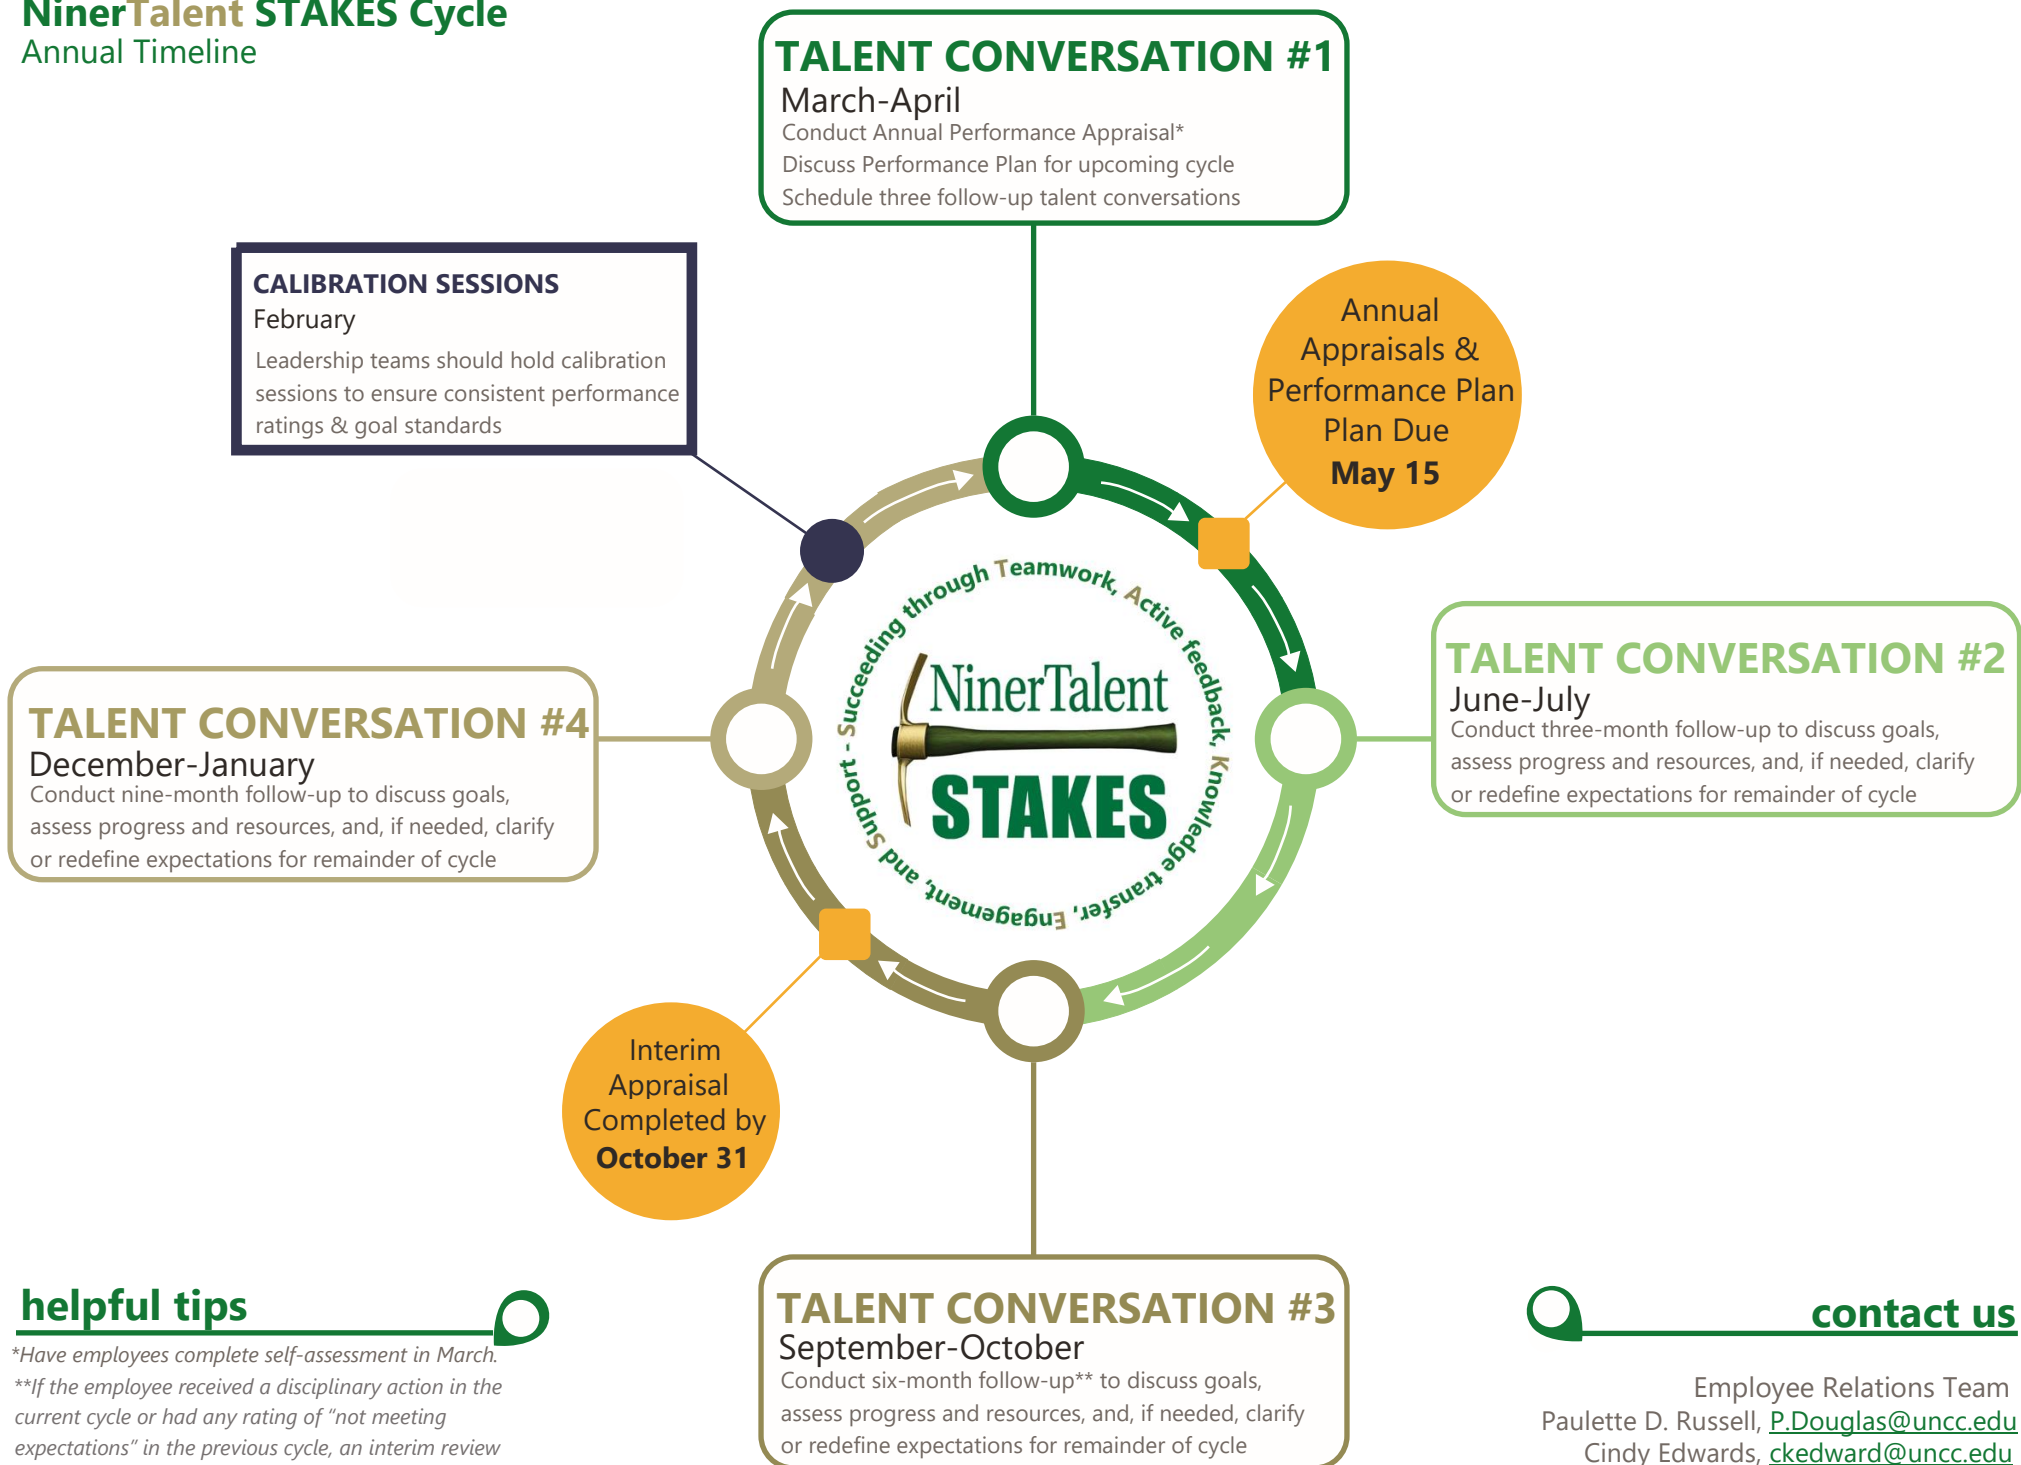 NinerTalent STAKES Cycle
Annual Timeline
TALENT CONVERSATION #1
March-April
Conduct Annual Performance Appraisal*
Discuss Performance Plan for upcoming cycle
Schedule three follow-up talent conversations
CALIBRATION SESSIONS
February
Leadership teams should hold calibration
sessions to ensure consistent performance
ratings & goal standards
Annual
Appraisals &
Performance Plan
Plan Due
May 15
TALENT CONVERSATION #2
June-July
Conduct three-month follow-up to discuss goals,
assess progress and resources, and, if needed, clarify
or redefine expectations for remainder of cycle
TALENT CONVERSATION #4
December-January
Conduct nine-month follow-up to discuss goals,
assess progress and resources, and, if needed, clarify
or redefine expectations for remainder of cycle
Succeeding through Teamwork, Active feedback, Knowledge transfer, Engagement, and Support -
NinerTalent
STAKES
Interim
Appraisal
Completed by
October 31
TALENT CONVERSATION #3
September-October
Conduct six-month follow-up** to discuss goals,
assess progress and resources, and, if needed, clarify
or redefine expectations for remainder of cycle
helpful tips
*Have employees complete self-assessment in March.
**If the employee received a disciplinary action in the
current cycle or had any rating of “not meeting
expectations” in the previous cycle, an interim review
contact us
Employee Relations Team
Paulette D. Russell, P.Douglas@uncc.edu
Cindy Edwards, ckedward@uncc.edu